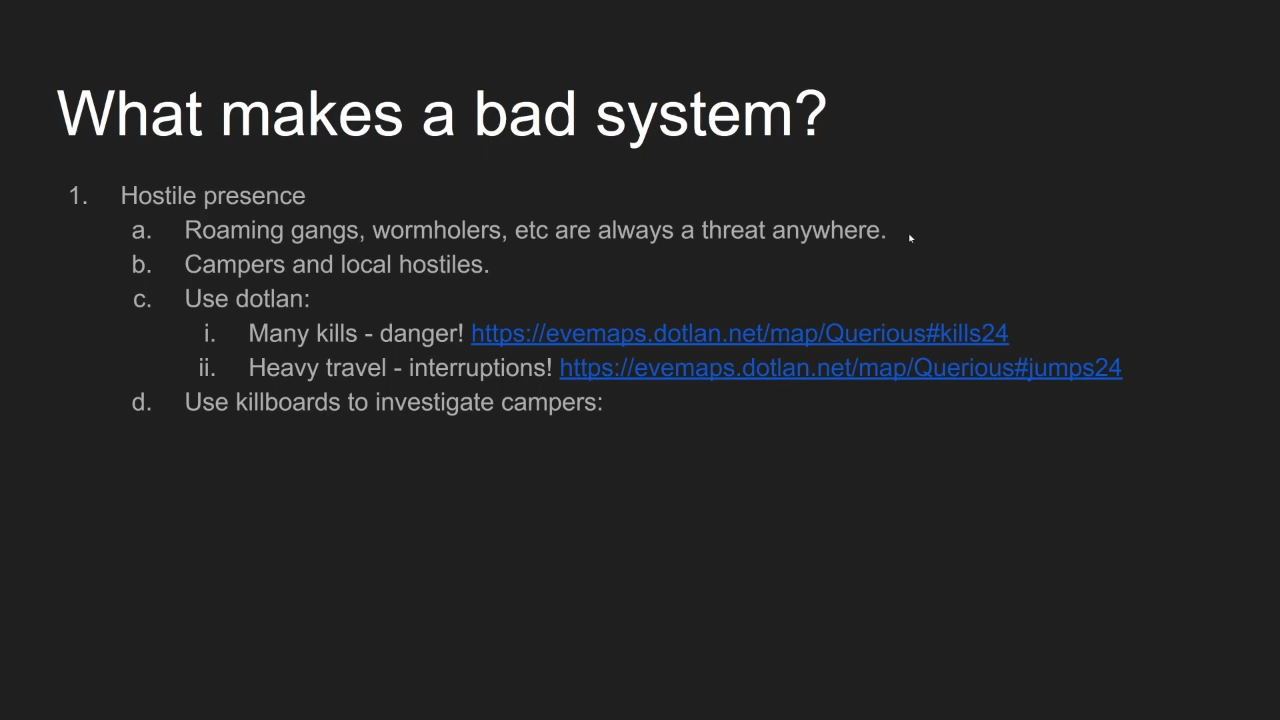 What makes a bad system?
1. Hostile presence
a. Roaming gangs, wormholers, etc are always a threat anywhere.
b. Campers and local hostiles.
c. Use dotlan:
i. Many kills - danger! https://evemaps.dotlan.net/map/Querious#kills24
ii. Heavy travel - interruptions! https://evemaps.dotlan.net/map/Querious#jumps24
d. Use killboards to investigate campers: